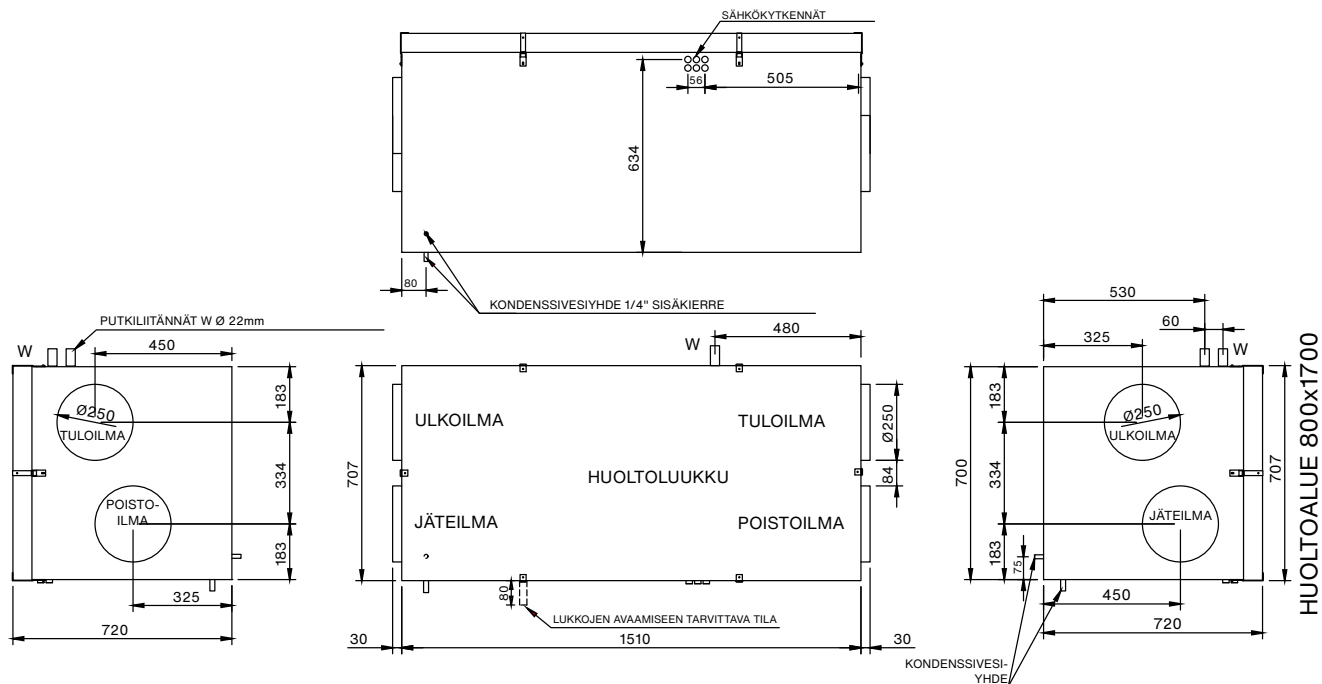 SÄHKÖKYTKENNÄT
56
505
634
80
KONDENSSIVESIYHDE 1/4" SISÄKIERRE
PUTKILIITÄNNÄT W Ø 22mm
W
450
183
Ø250
TULOILMA
334
POISTO-
ILMA
183
325
720
W
480
ULKOILMA
TULOILMA
Ø250
707
HUOLTOLUUKKU
84
JÄTEILMA
POISTOILMA
80
LUKKOJEN AVAAMISEEN TARVITTAVA TILA
30
1510
30
530
60
325
W
183
Ø250
ULKOILMA
700
334
707
JÄTEILMA
183
75
450
720
KONDENSSIVESI-
YHDE
HUOLTOALUE 800x1700